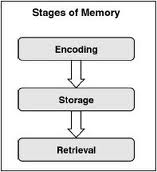 Stages of Memory
Encoding
Storage
Retrieval